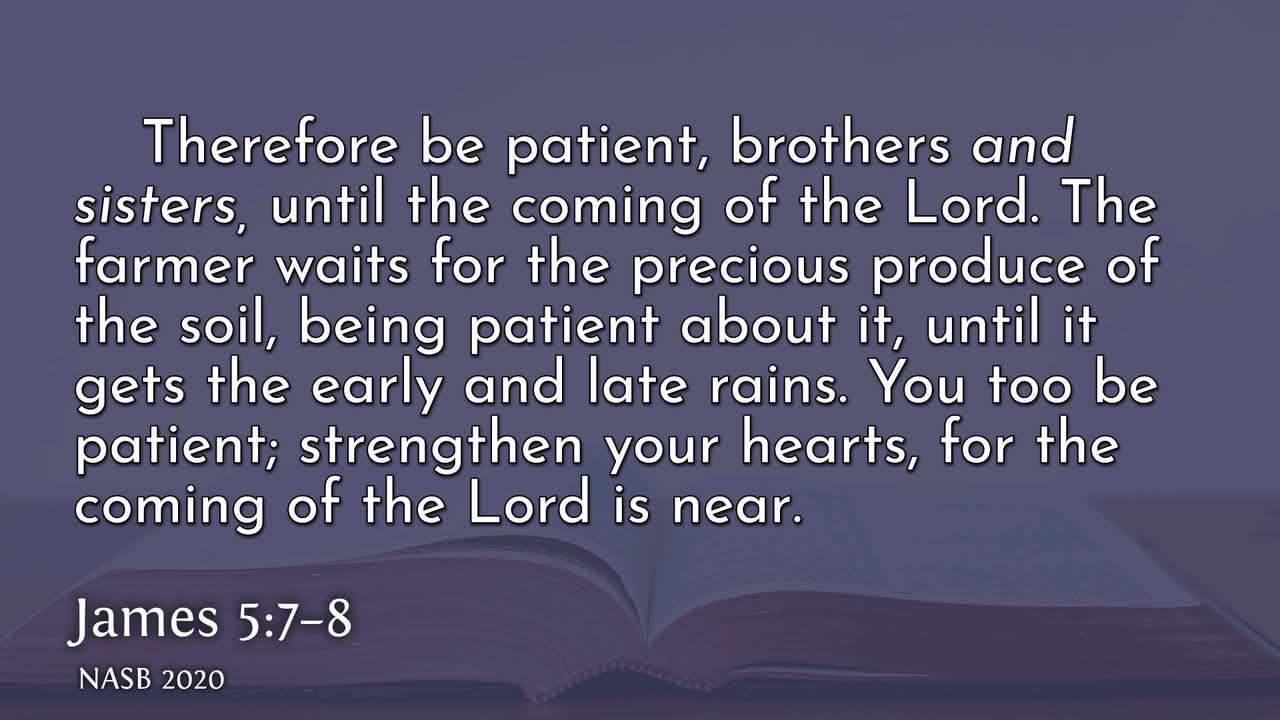 Therefore be patient, brothers and
sisters, until the coming of the Lord. The
farmer waits for the precious produce of
the soil, being patient about it, until it
gets the early and late rains. You too be
patient; strengthen your hearts, for the
coming of the Lord is near.
James 5:7–8
NASB 2020